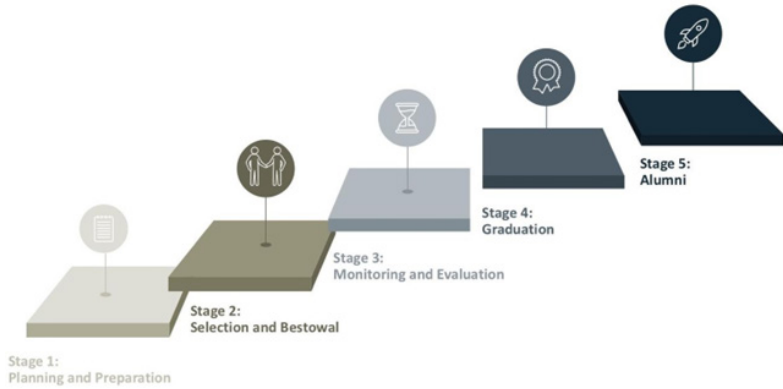 Stage 1:
Planning and Preparation
Stage 2:
Selection and Bestowal
Stage 3:
Monitoring and Evaluation
Stage 4:
Graduation
Stage 5:
Alumni